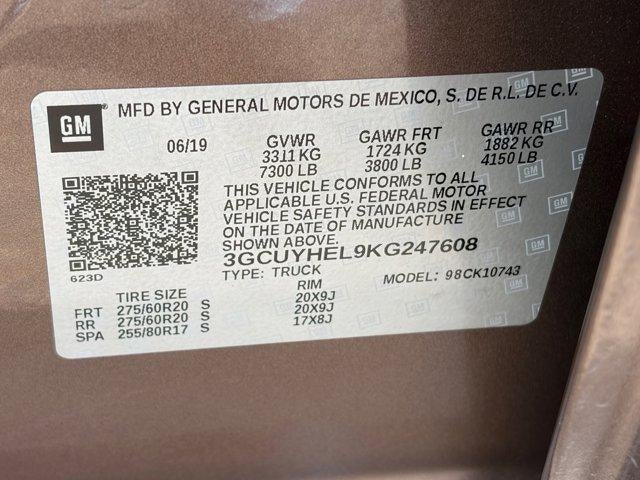 GM MFD BY GENERAL MOTORS DE MEXICO, S. DE R.L. DE C.V.
06/19 GVWR GAWR FRT GAWR RR
3311 KG 1724 KG 1882 KG
7300 LB 3800 LB 4150 LB
THIS VEHICLE CONFORMS TO ALL
APPLICABLE U.S. FEDERAL MOTOR
VEHICLE SAFETY STANDARDS IN EFFECT
ON THE DATE OF MANUFACTURE
SHOWN ABOVE.
623D
3GCUYHEL9KG247608
TYPE: TRUCK MODEL: 98CK10743
TIRE SIZE RIM
FRT 275/60R20 S 20X9J
RR 275/60R20 S 20X9J
SPA 255/80R17 S 17X8J